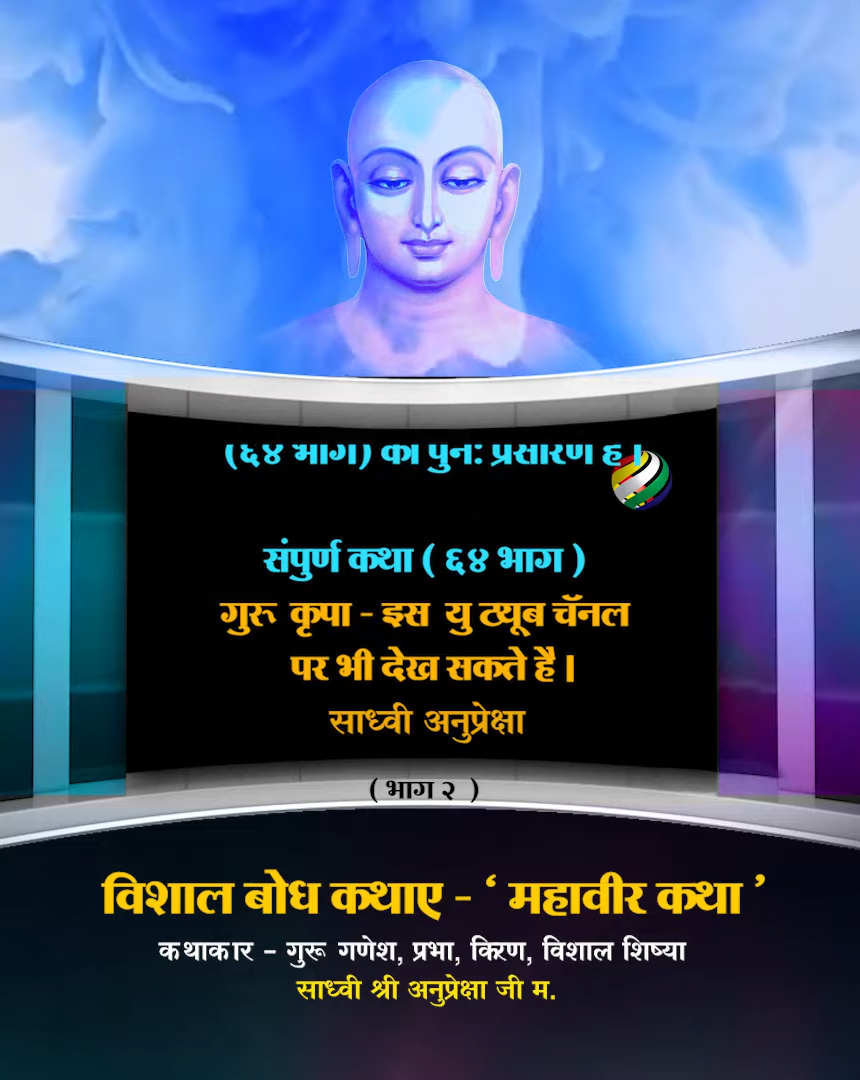 (६४ भाग) का पुनः प्रसारण है।
संपुर्ण कथा ( ६४ भाग )
गुरू कृपा - इस यु ट्यूब चॅनल
पर भी देख सकते है ।
साध्वी अनुप्रेक्षा
( भाग २ )
विशाल बोध कथाए - ‘ महावीर कथा ’
कथाकार - गुरू गणेश, प्रभा, किरण, विशाल शिष्या
साध्वी श्री अनुप्रेक्षा जी म.